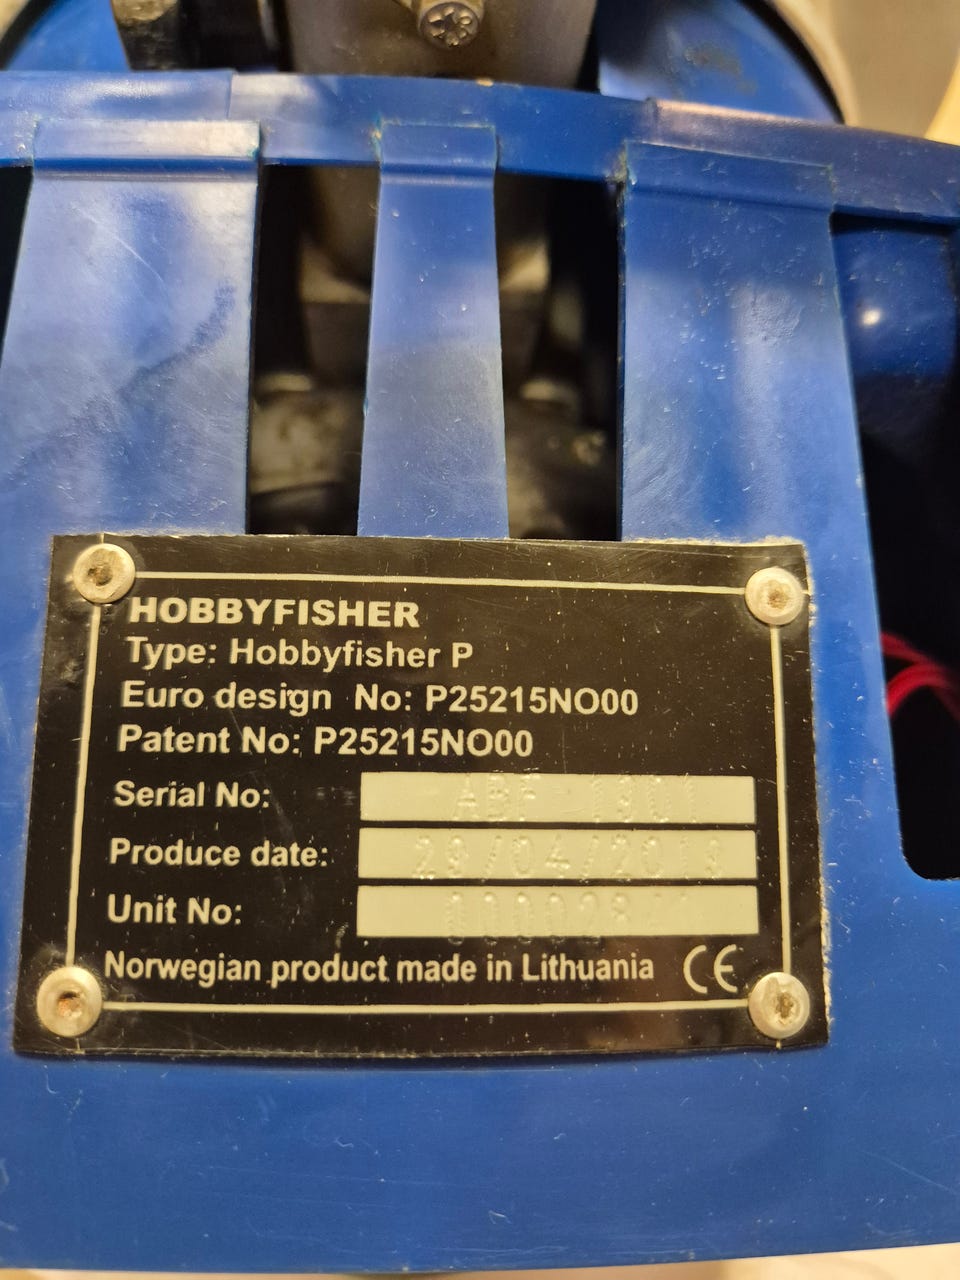 HOBBYFISHER
Type: Hobbyfisher P
Euro design No: P25215NO00
Patent No: P25215NO00
Serial No:
Produce date:
Unit No:
Norwegian product made in Lithuania CE